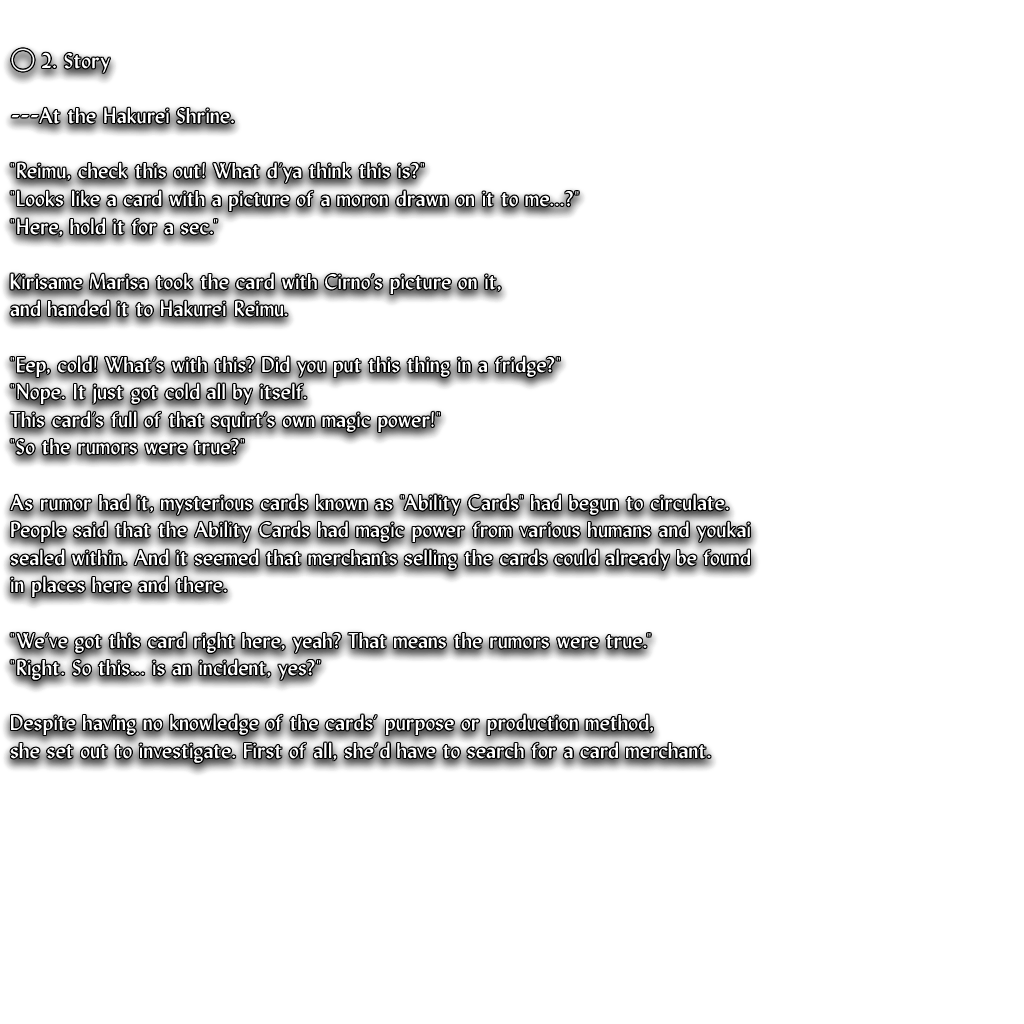 ◎ 2. Story
---At the Hakurei Shrine.
"Reimu, check this out! What d'ya think this is?"
"Looks like a card with a picture of a moron drawn on it to me...?"
"Here, hold it for a sec."
Kirisame Marisa took the card with Cirno's picture on it,
and handed it to Hakurei Reimu.
"Eep, cold! What's with this? Did you put this thing in a fridge?"
"Nope. It just got cold all by itself.
This card's full of that squirt's own magic power!"
"So the rumors were true?"
As rumor had it, mysterious cards known as "Ability Cards" had begun to circulate.
People said that the Ability Cards had magic power from various humans and youkai
sealed within. And it seemed that merchants selling the cards could already be found
in places here and there.
"We've got this card right here, yeah? That means the rumors were true."
"Right. So this... is an incident, yes?"
Despite having no knowledge of the cards' purpose or production method,
she set out to investigate. First of all, she'd have to search for a card merchant.